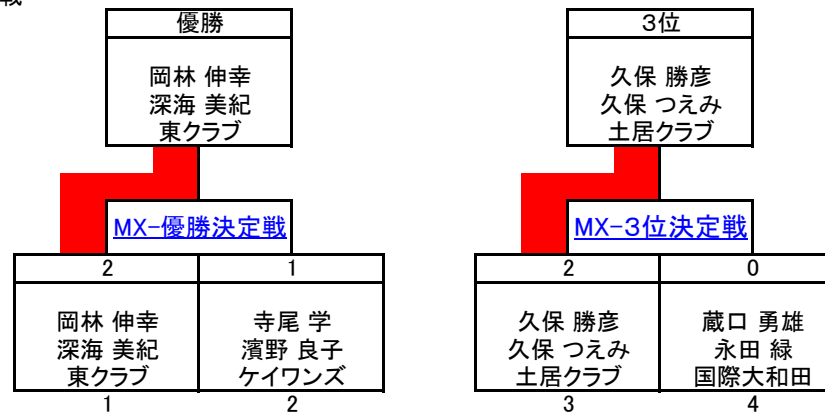 戦
優勝
岡林 伸幸
深海 美紀
東クラブ
MX-優勝決定戦
2 1
岡林 伸幸
深海 美紀
東クラブ
寺尾 学
濱野 良子
ケイワンズ
1 2
3位
久保 勝彦
久保 つえみ
土居クラブ
MX-3位決定戦
2 0
久保 勝彦
久保 つえみ
土居クラブ
蔵口 勇雄
永田 緑
国際大和田
3 4